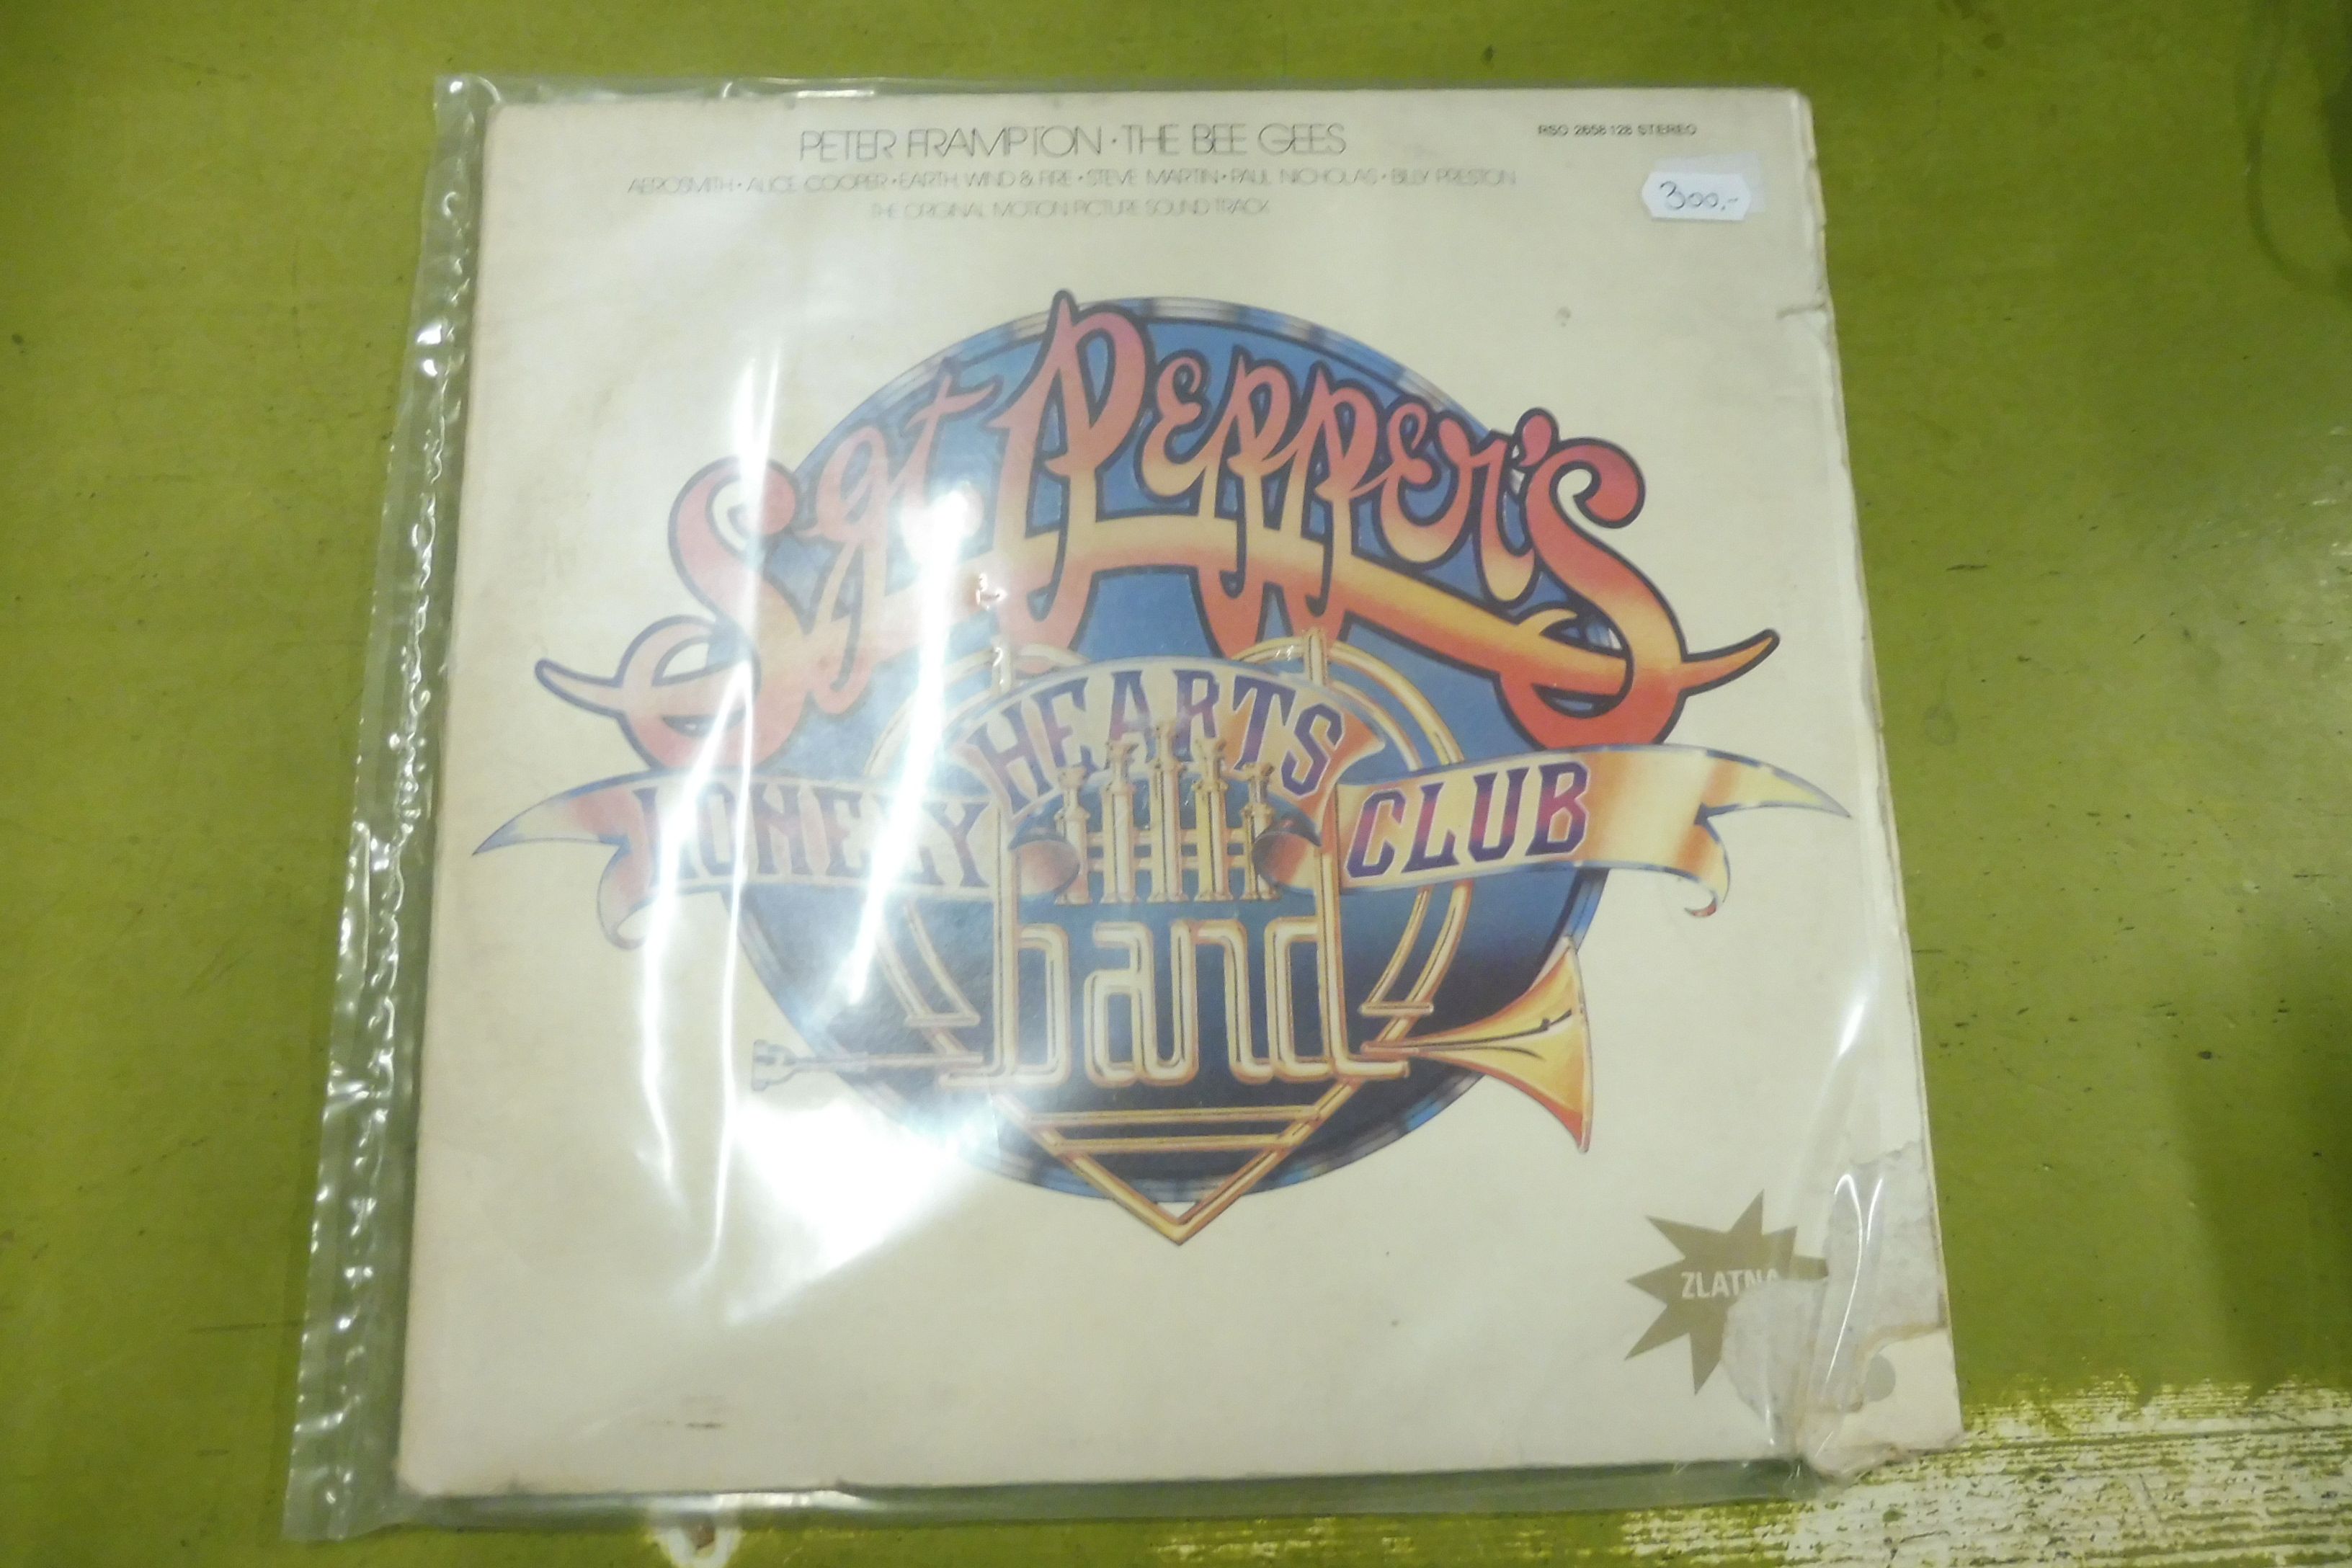 PETER FRAMPTON · THE BEE GEES
RSO 2658 128 STEREO
AEROSMITH · ALICE COOPER · EARTH, WIND & FIRE · STEVE MARTIN · PAUL NICHOLAS · BILLY PRESTON
THE ORIGINAL MOTION PICTURE SOUND TRACK
300,-
Sgt PEPPER'S
LONELY HEARTS CLUB
band
ZLATNA